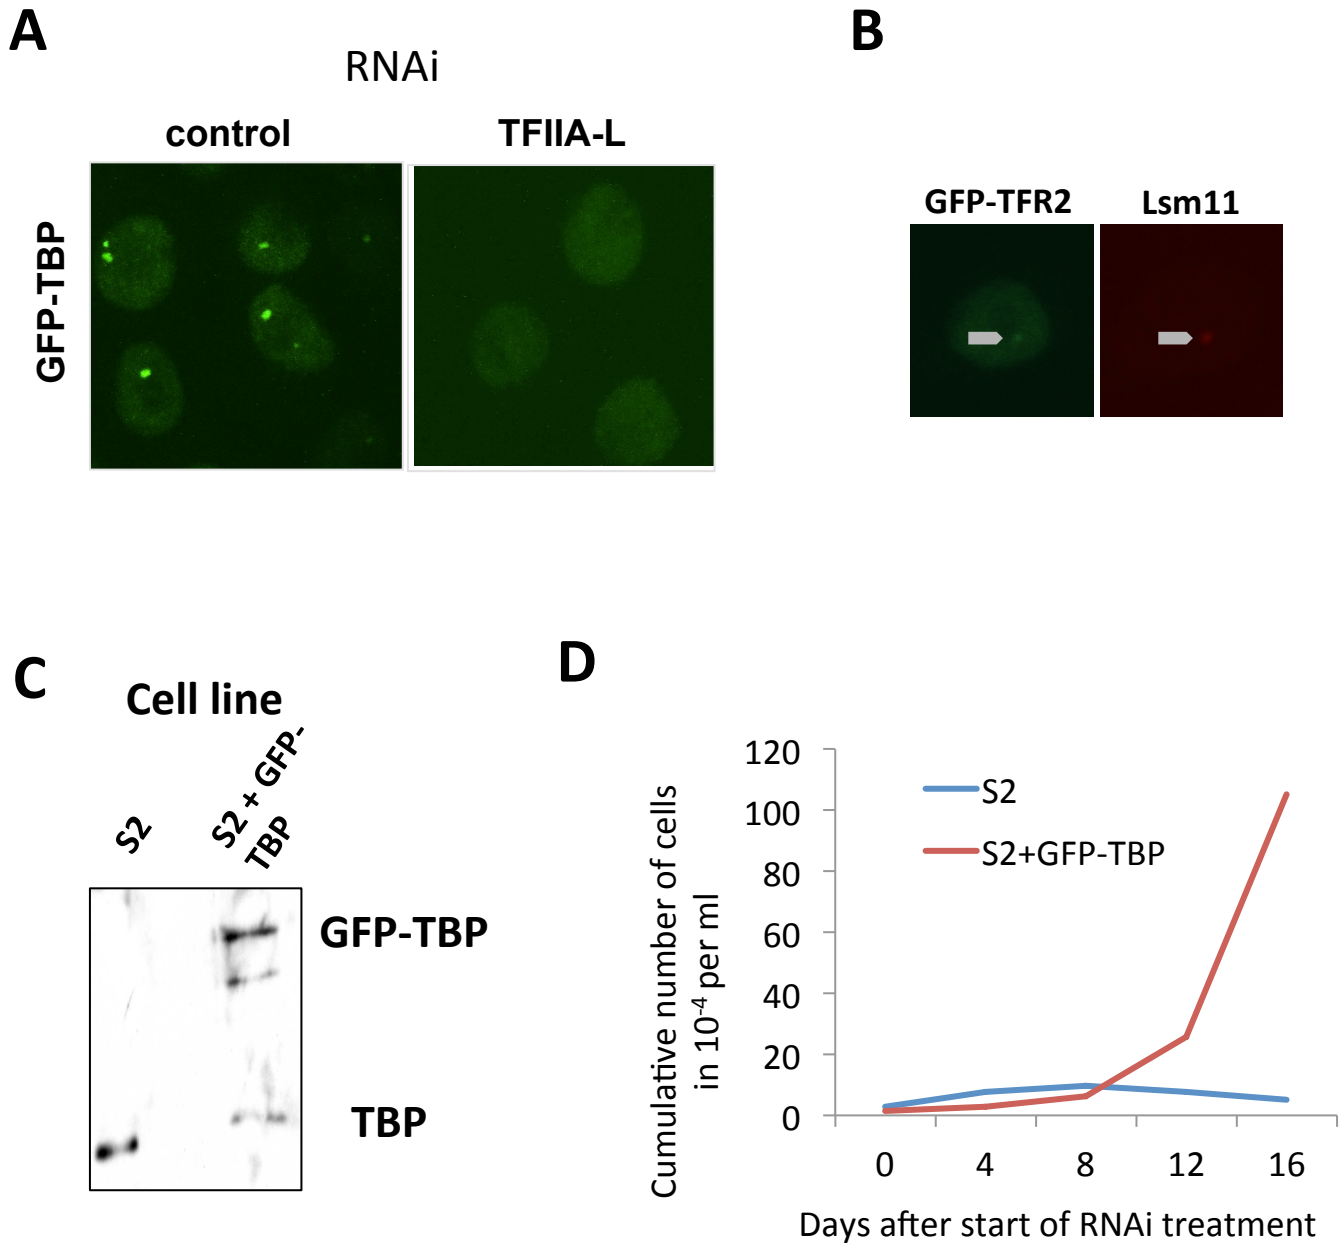 A
RNAi
control
TFIIA-L
GFP-TBP
B
GFP-TFR2
Lsm11
C
Cell line
S2
S2 + GFP-
TBP
GFP-TBP
TBP
D
Cumulative number of cells
in 10⁻⁴ per ml
120
100
80
60
40
20
0
S2
S2+GFP-TBP
0 4 8 12 16
Days after start of RNAi treatment